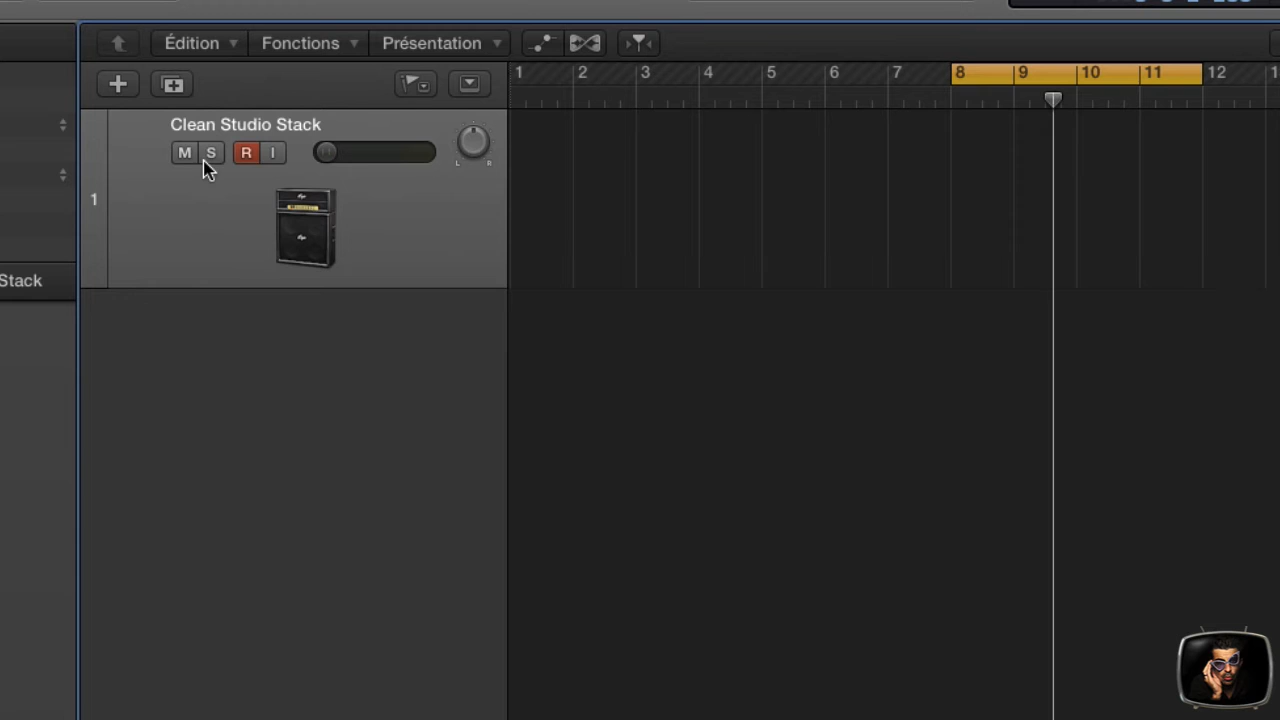 Édition Fonctions Présentation
1 2 3 4 5 6 7 8 9 10 11 12
Clean Studio Stack
M S R I
L R
1
Stack